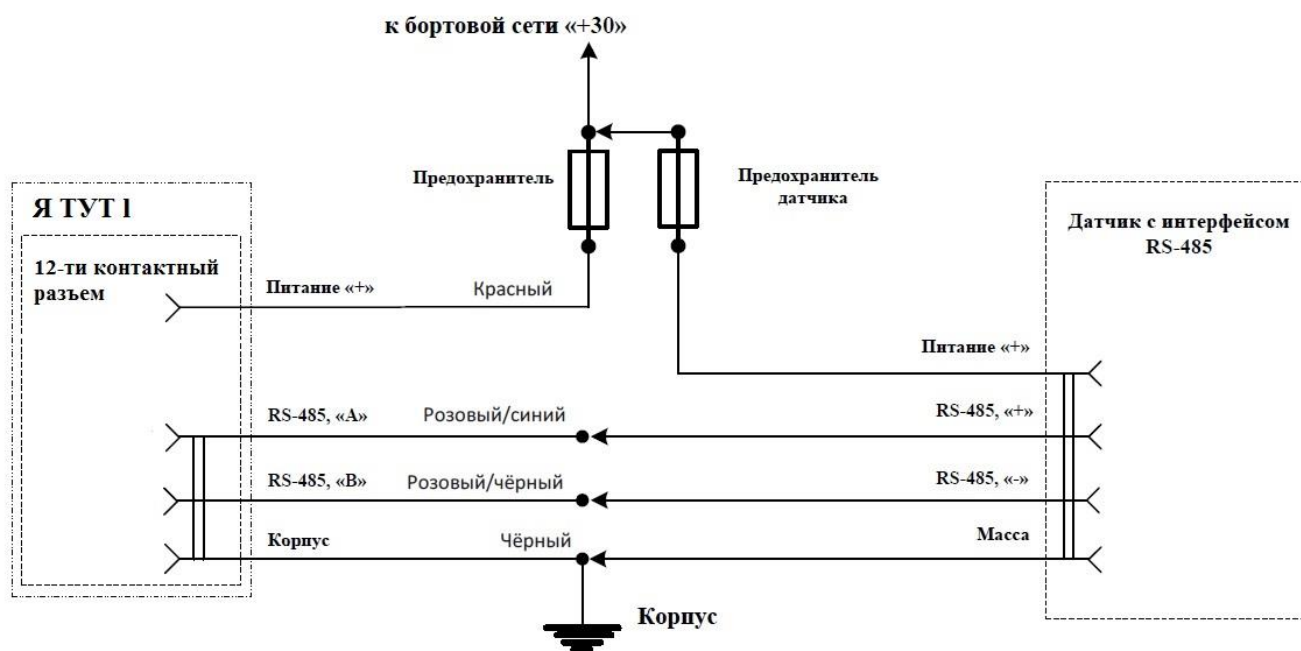 к бортовой сети «+30»
Предохранитель
Предохранитель
датчика
Я ТУТ 1
12-ти контактный
разъем
Датчик с интерфейсом
RS-485
Питание «+»
Красный
Питание «+»
RS-485, «A»
Розовый/синий
RS-485, «+»
RS-485, «B»
Розовый/чёрный
RS-485, «-»
Корпус
Чёрный
Масса
Корпус